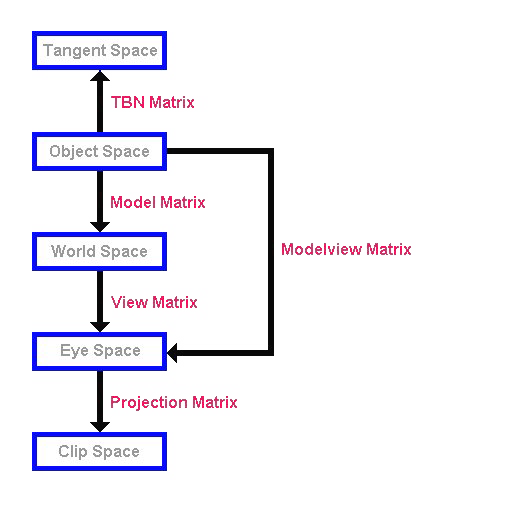 Tangent Space
TBN Matrix
Object Space
Model Matrix
World Space
Modelview Matrix
View Matrix
Eye Space
Projection Matrix
Clip Space